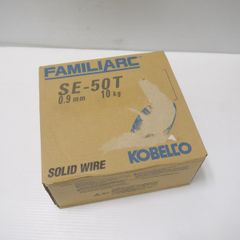 FAMILIARC
SE-50T
0.9 mm 10 kg
SOLID WIRE
KOBELCO